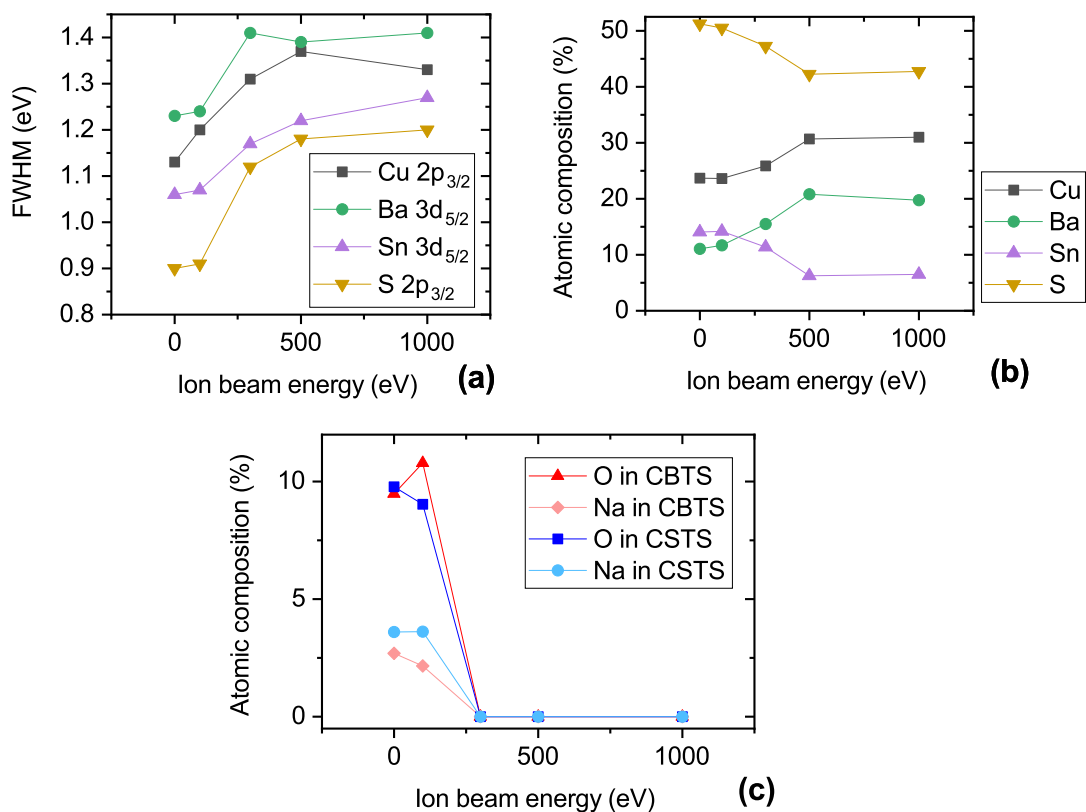 1.4
1.3
1.2
1.1
1.0
0.9
0.8
FWHM (eV)
Cu 2p3/2
Ba 3d5/2
Sn 3d5/2
S 2p3/2
0 500 1000
Ion beam energy (eV)
(a)
50
40
30
20
10
0
Atomic composition (%)
Cu
Ba
Sn
S
0 500 1000
Ion beam energy (eV)
(b)
10
5
0
Atomic composition (%)
O in CBTS
Na in CBTS
O in CSTS
Na in CSTS
0 500 1000
Ion beam energy (eV)
(c)